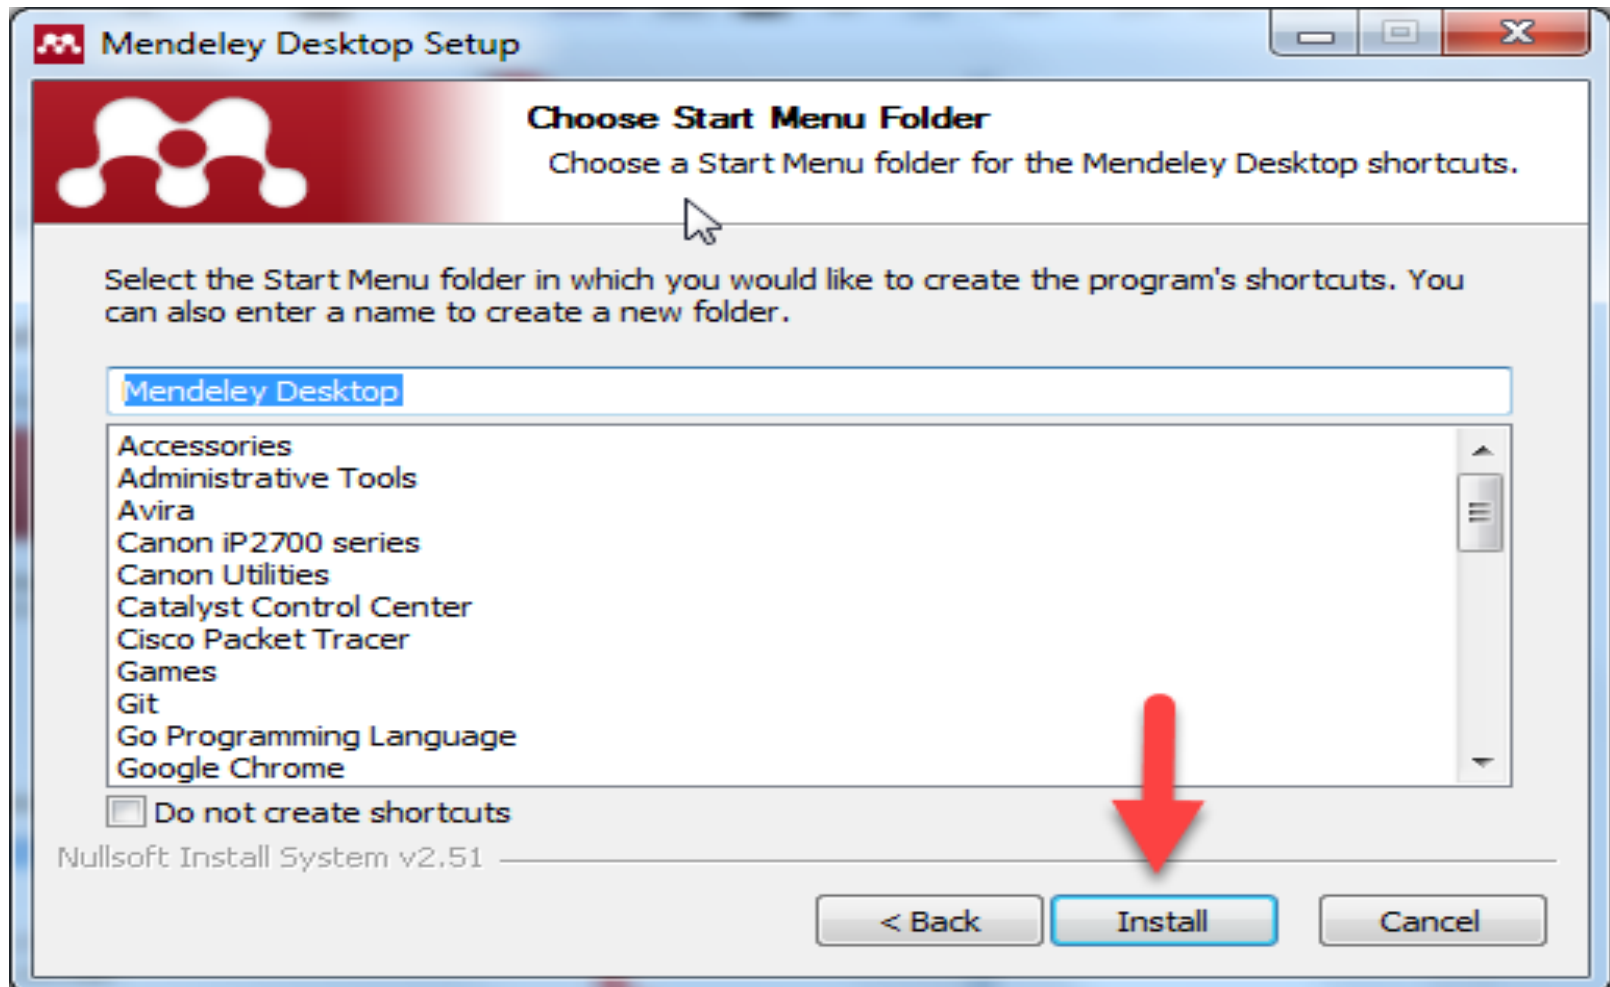 Mendeley Desktop Setup
Choose Start Menu Folder
Choose a Start Menu folder for the Mendeley Desktop shortcuts.
Select the Start Menu folder in which you would like to create the program's shortcuts. You
can also enter a name to create a new folder.
Mendeley Desktop
Accessories
Administrative Tools
Avira
Canon iP2700 series
Canon Utilities
Catalyst Control Center
Cisco Packet Tracer
Games
Git
Go Programming Language
Google Chrome
Do not create shortcuts
Nullsoft Install System v2.51
< Back
Install
Cancel